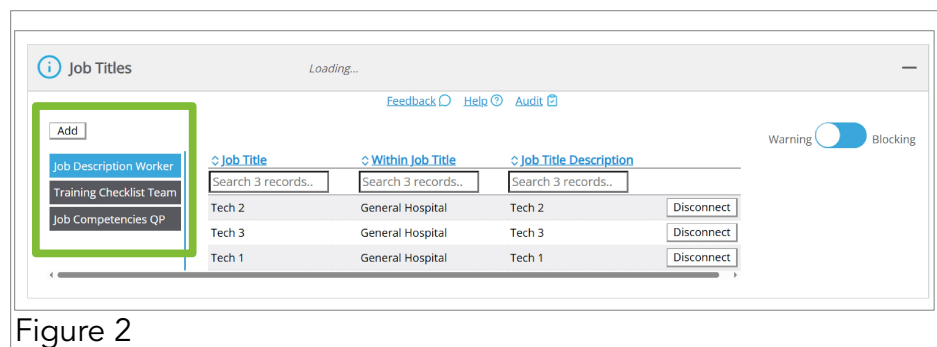 Job Titles Loading...
Feedback Help Audit
Add
Warning Blocking
Job Description Worker
Training Checklist Team
Job Competencies QP
Job Title Within Job Title Job Title Description
Search 3 records.. Search 3 records.. Search 3 records..
Tech 2 General Hospital Tech 2 Disconnect
Tech 3 General Hospital Tech 3 Disconnect
Tech 1 General Hospital Tech 1 Disconnect
Figure 2